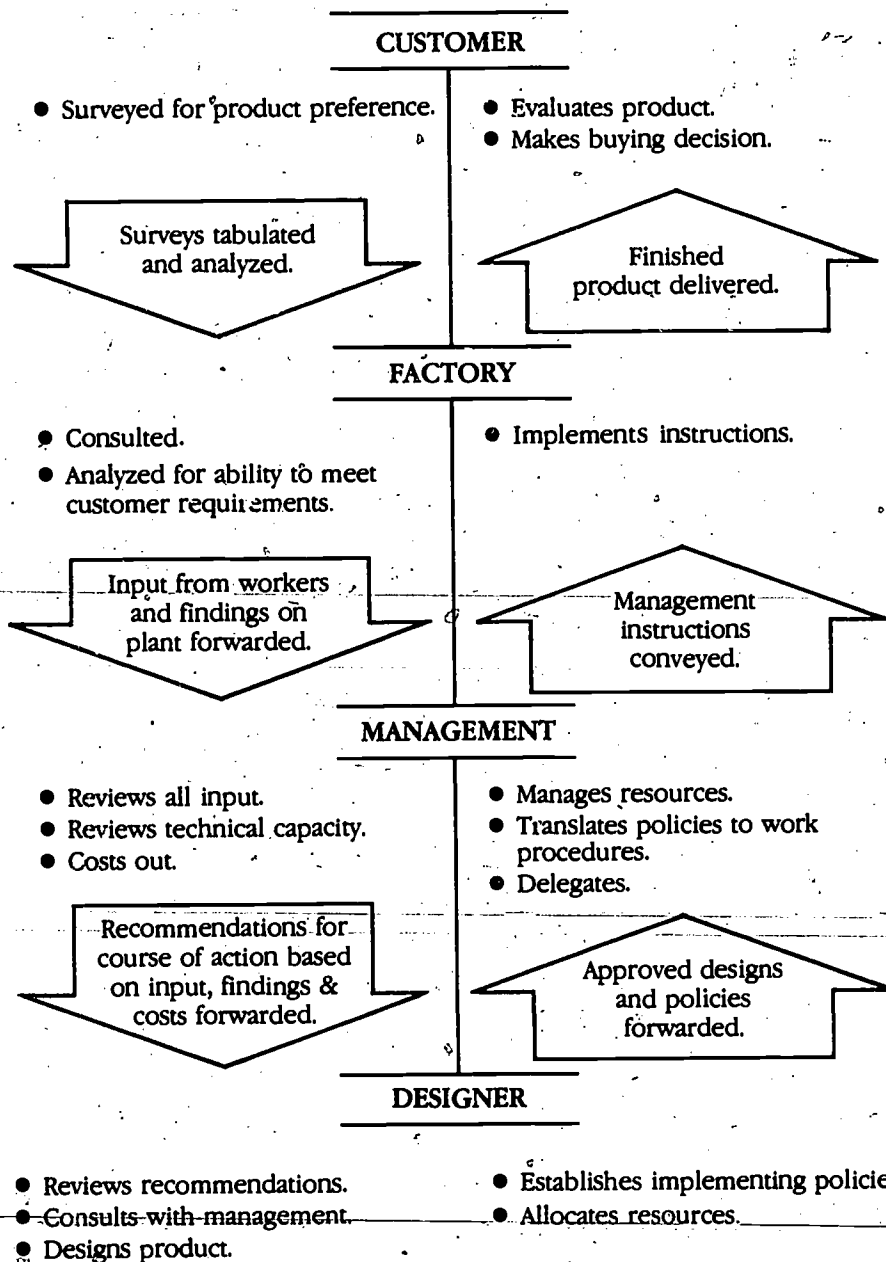 CUSTOMER
● Surveyed for product preference.
● Evaluates product.
● Makes buying decision.
Surveys tabulated
and analyzed.
Finished
product delivered.
FACTORY
● Consulted.
● Analyzed for ability to meet
customer requirements.
● Implements instructions.
Input from workers
and findings on
plant forwarded.
Management
instructions
conveyed.
MANAGEMENT
● Reviews all input.
● Reviews technical capacity.
● Costs out.
● Manages resources.
● Translates policies to work
procedures.
● Delegates.
Recommendations for
course of action based
on input, findings &
costs forwarded.
Approved designs
and policies
forwarded.
DESIGNER
● Reviews recommendations.
● Consults with management.
● Designs product.
● Establishes implementing policie
● Allocates resources.